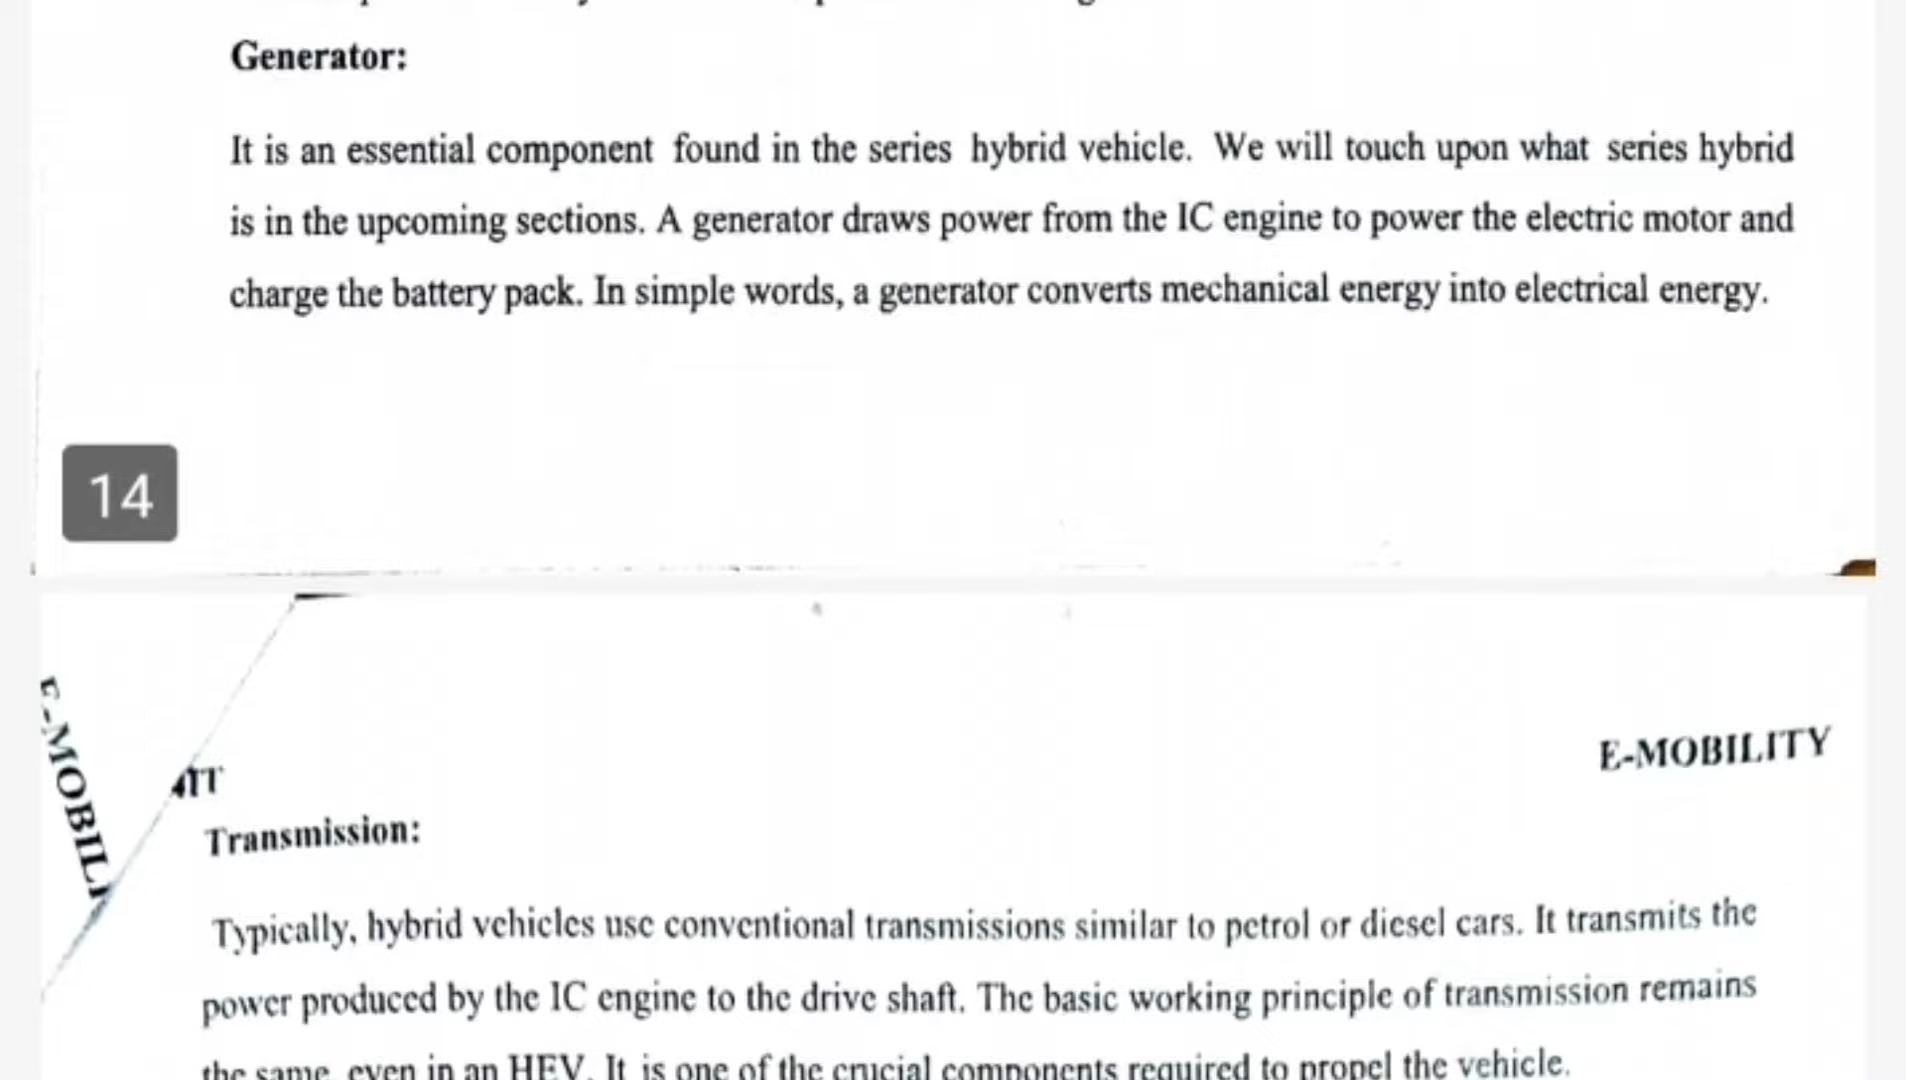 Generator:
It is an essential component found in the series hybrid vehicle. We will touch upon what series hybrid
is in the upcoming sections. A generator draws power from the IC engine to power the electric motor and
charge the battery pack. In simple words, a generator converts mechanical energy into electrical energy.
14
E-MOBILITY
Transmission:
Typically, hybrid vehicles use conventional transmissions similar to petrol or diesel cars. It transmits the
power produced by the IC engine to the drive shaft. The basic working principle of transmission remains
the same, even in an HEV. It is one of the crucial components required to propel the vehicle.